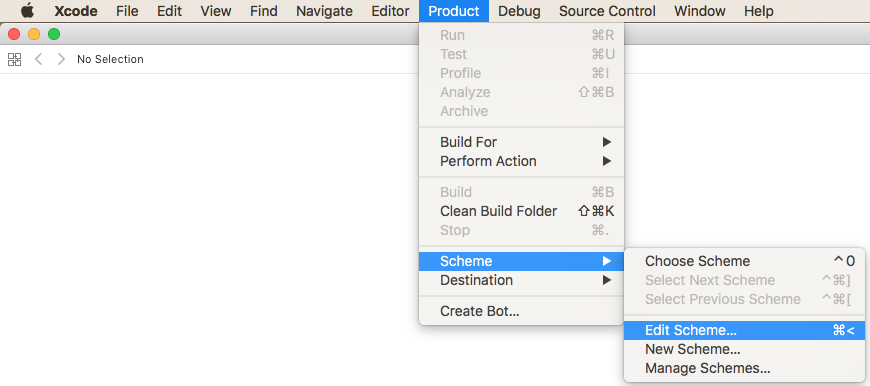 Xcode File Edit View Find Navigate Editor Product Debug Source Control Window Help
No Selection
Run ⌘R
Test ⌘U
Profile ⌘I
Analyze ⇧⌘B
Archive
Build For ▶
Perform Action ▶
Build ⌘B
Clean Build Folder ⇧⌘K
Stop ⌘.
Scheme ▶
Destination ▶
Create Bot...
Choose Scheme ^0
Select Next Scheme ^⌘]
Select Previous Scheme ^⌘[
Edit Scheme... ⌘<
New Scheme...
Manage Schemes...